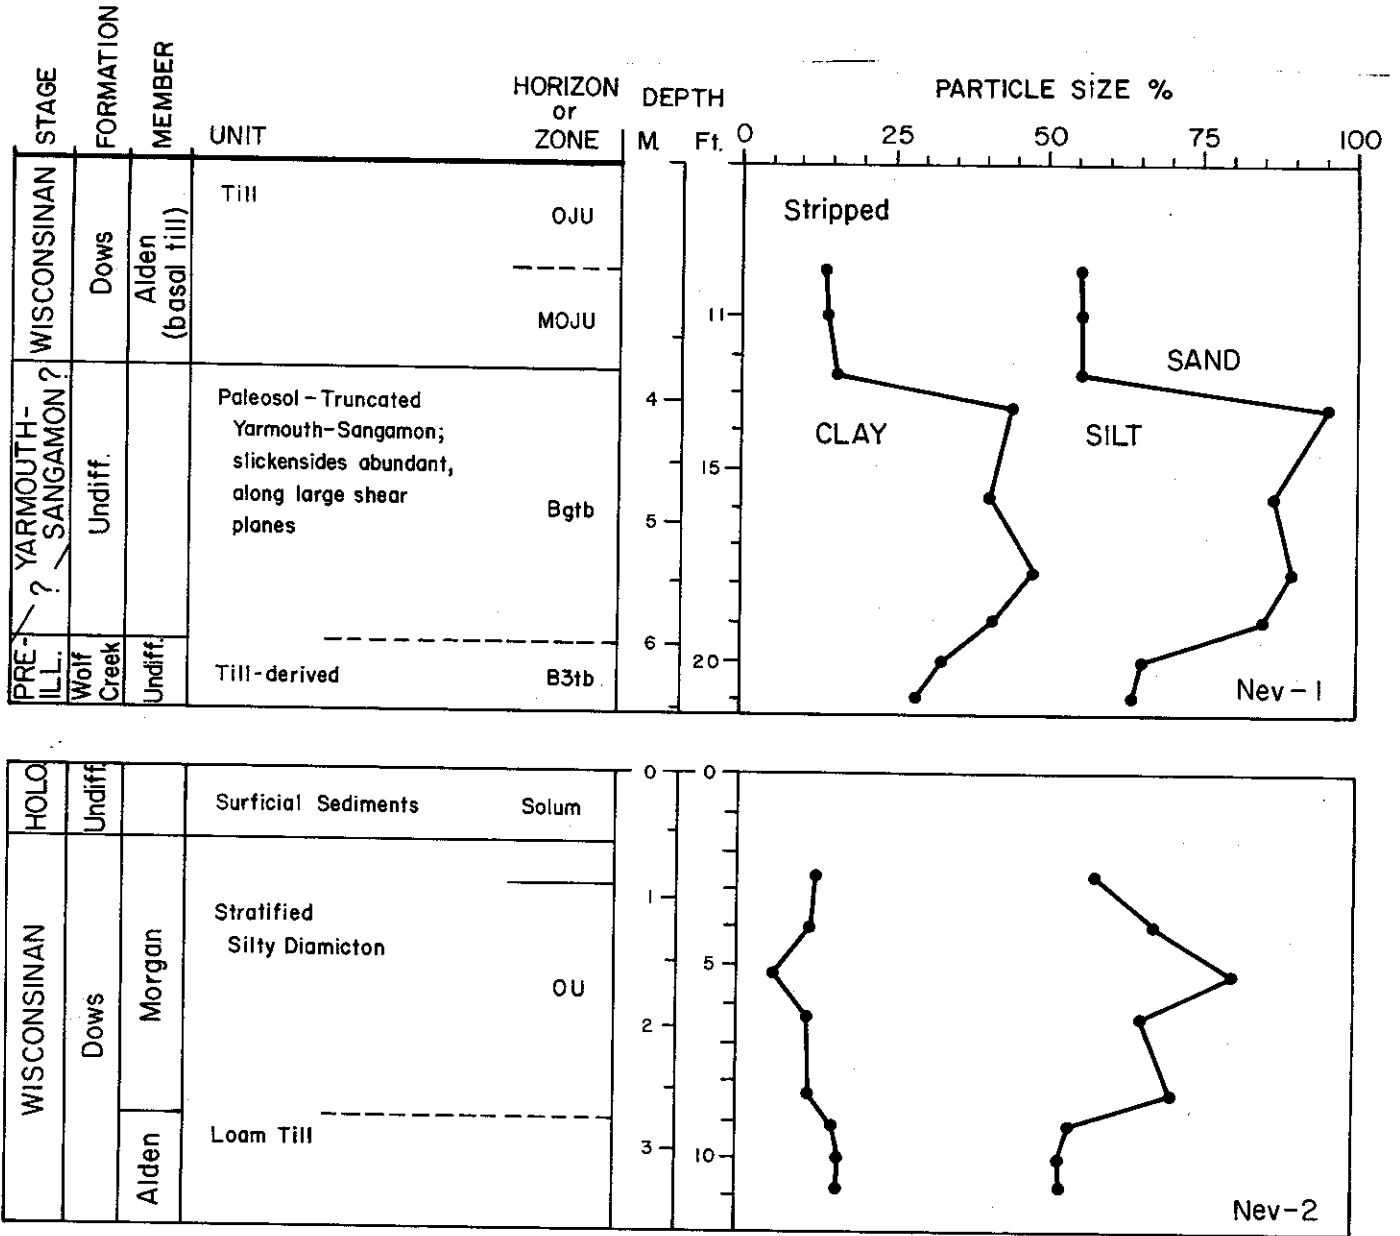 STAGE
FORMATION
MEMBER
UNIT
HORIZON
or
ZONE
DEPTH
M. Ft.
PARTICLE SIZE %
0 25 50 75 100
WISCONSINAN
Dows
Alden
(basal till)
Till
OJU
MOJU
Stripped
11
SAND
? YARMOUTH-
SANGAMON ?
Undiff.
Paleosol - Truncated
Yarmouth-Sangamon;
slickensides abundant,
along large shear
planes
Bgtb
4
CLAY
SILT
15
5
6
PRE-
ILL.
Wolf
Creek
Undiff.
Till-derived
B3tb
20
Nev-1
HOLO.
Undiff.
Surficial Sediments
Solum
0 0
WISCONSINAN
Dows
Morgan
Stratified
Silty Diamicton
OU
1
5
2
Alden
Loam Till
3
10
Nev-2